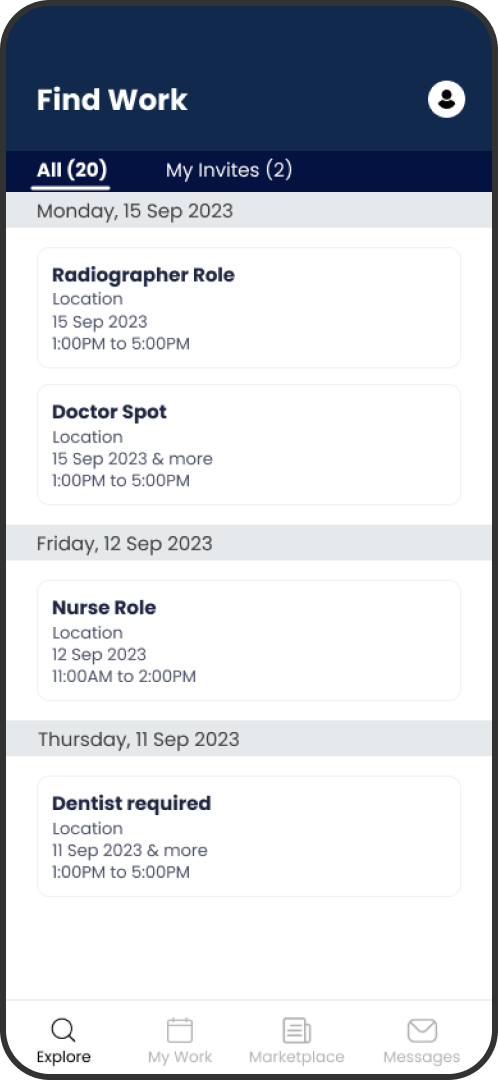 Find Work
All (20)
My Invites (2)
Monday, 15 Sep 2023
Radiographer Role
Location
15 Sep 2023
1:00PM to 5:00PM
Doctor Spot
Location
15 Sep 2023 & more
1:00PM to 5:00PM
Friday, 12 Sep 2023
Nurse Role
Location
12 Sep 2023
11:00AM to 2:00PM
Thursday, 11 Sep 2023
Dentist required
Location
11 Sep 2023 & more
1:00PM to 5:00PM
Explore
My Work
Marketplace
Messages